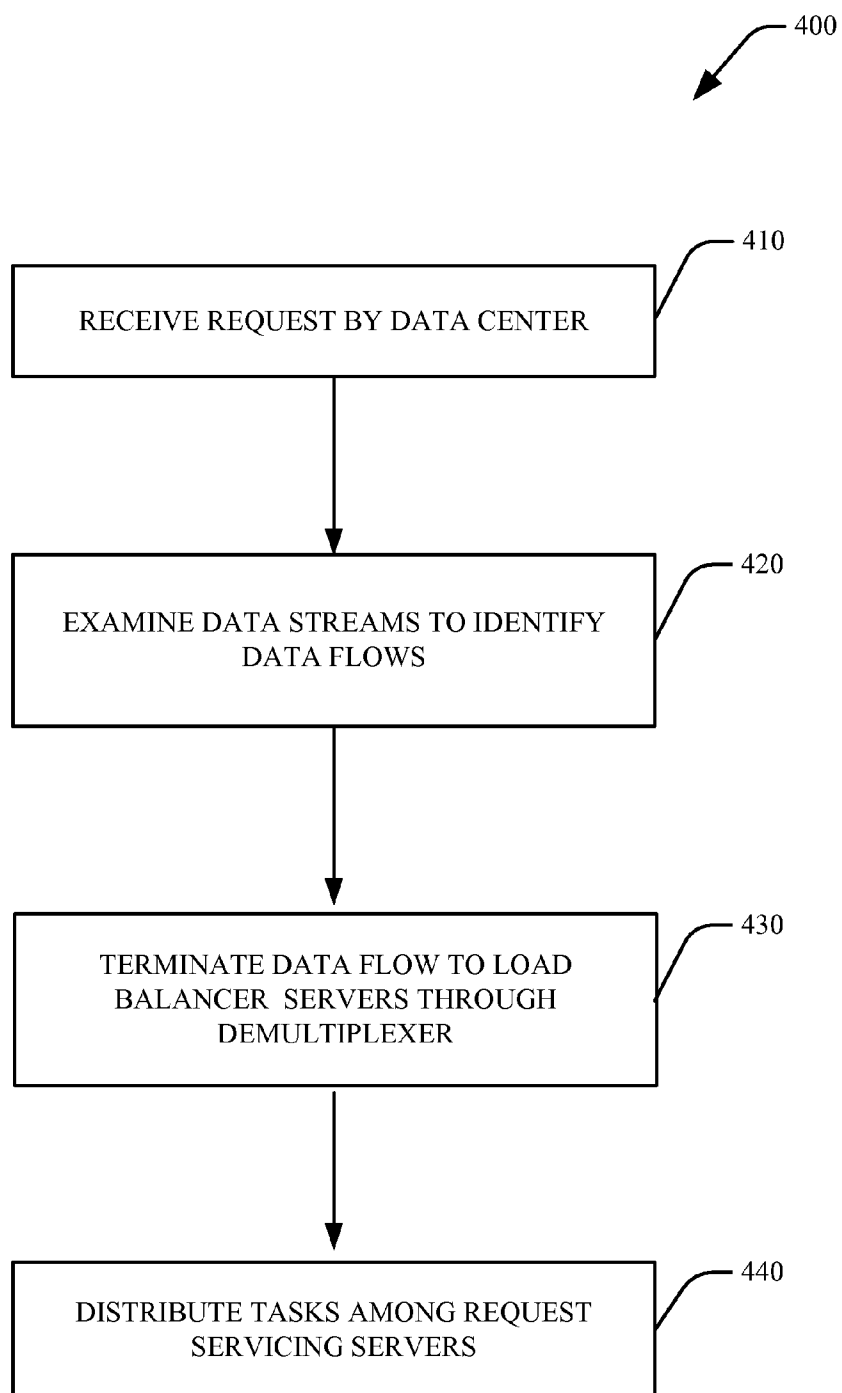 400
410
RECEIVE REQUEST BY DATA CENTER
420
EXAMINE DATA STREAMS TO IDENTIFY
DATA FLOWS
430
TERMINATE DATA FLOW TO LOAD
BALANCER SERVERS THROUGH
DEMULTIPLEXER
440
DISTRIBUTE TASKS AMONG REQUEST
SERVICING SERVERS